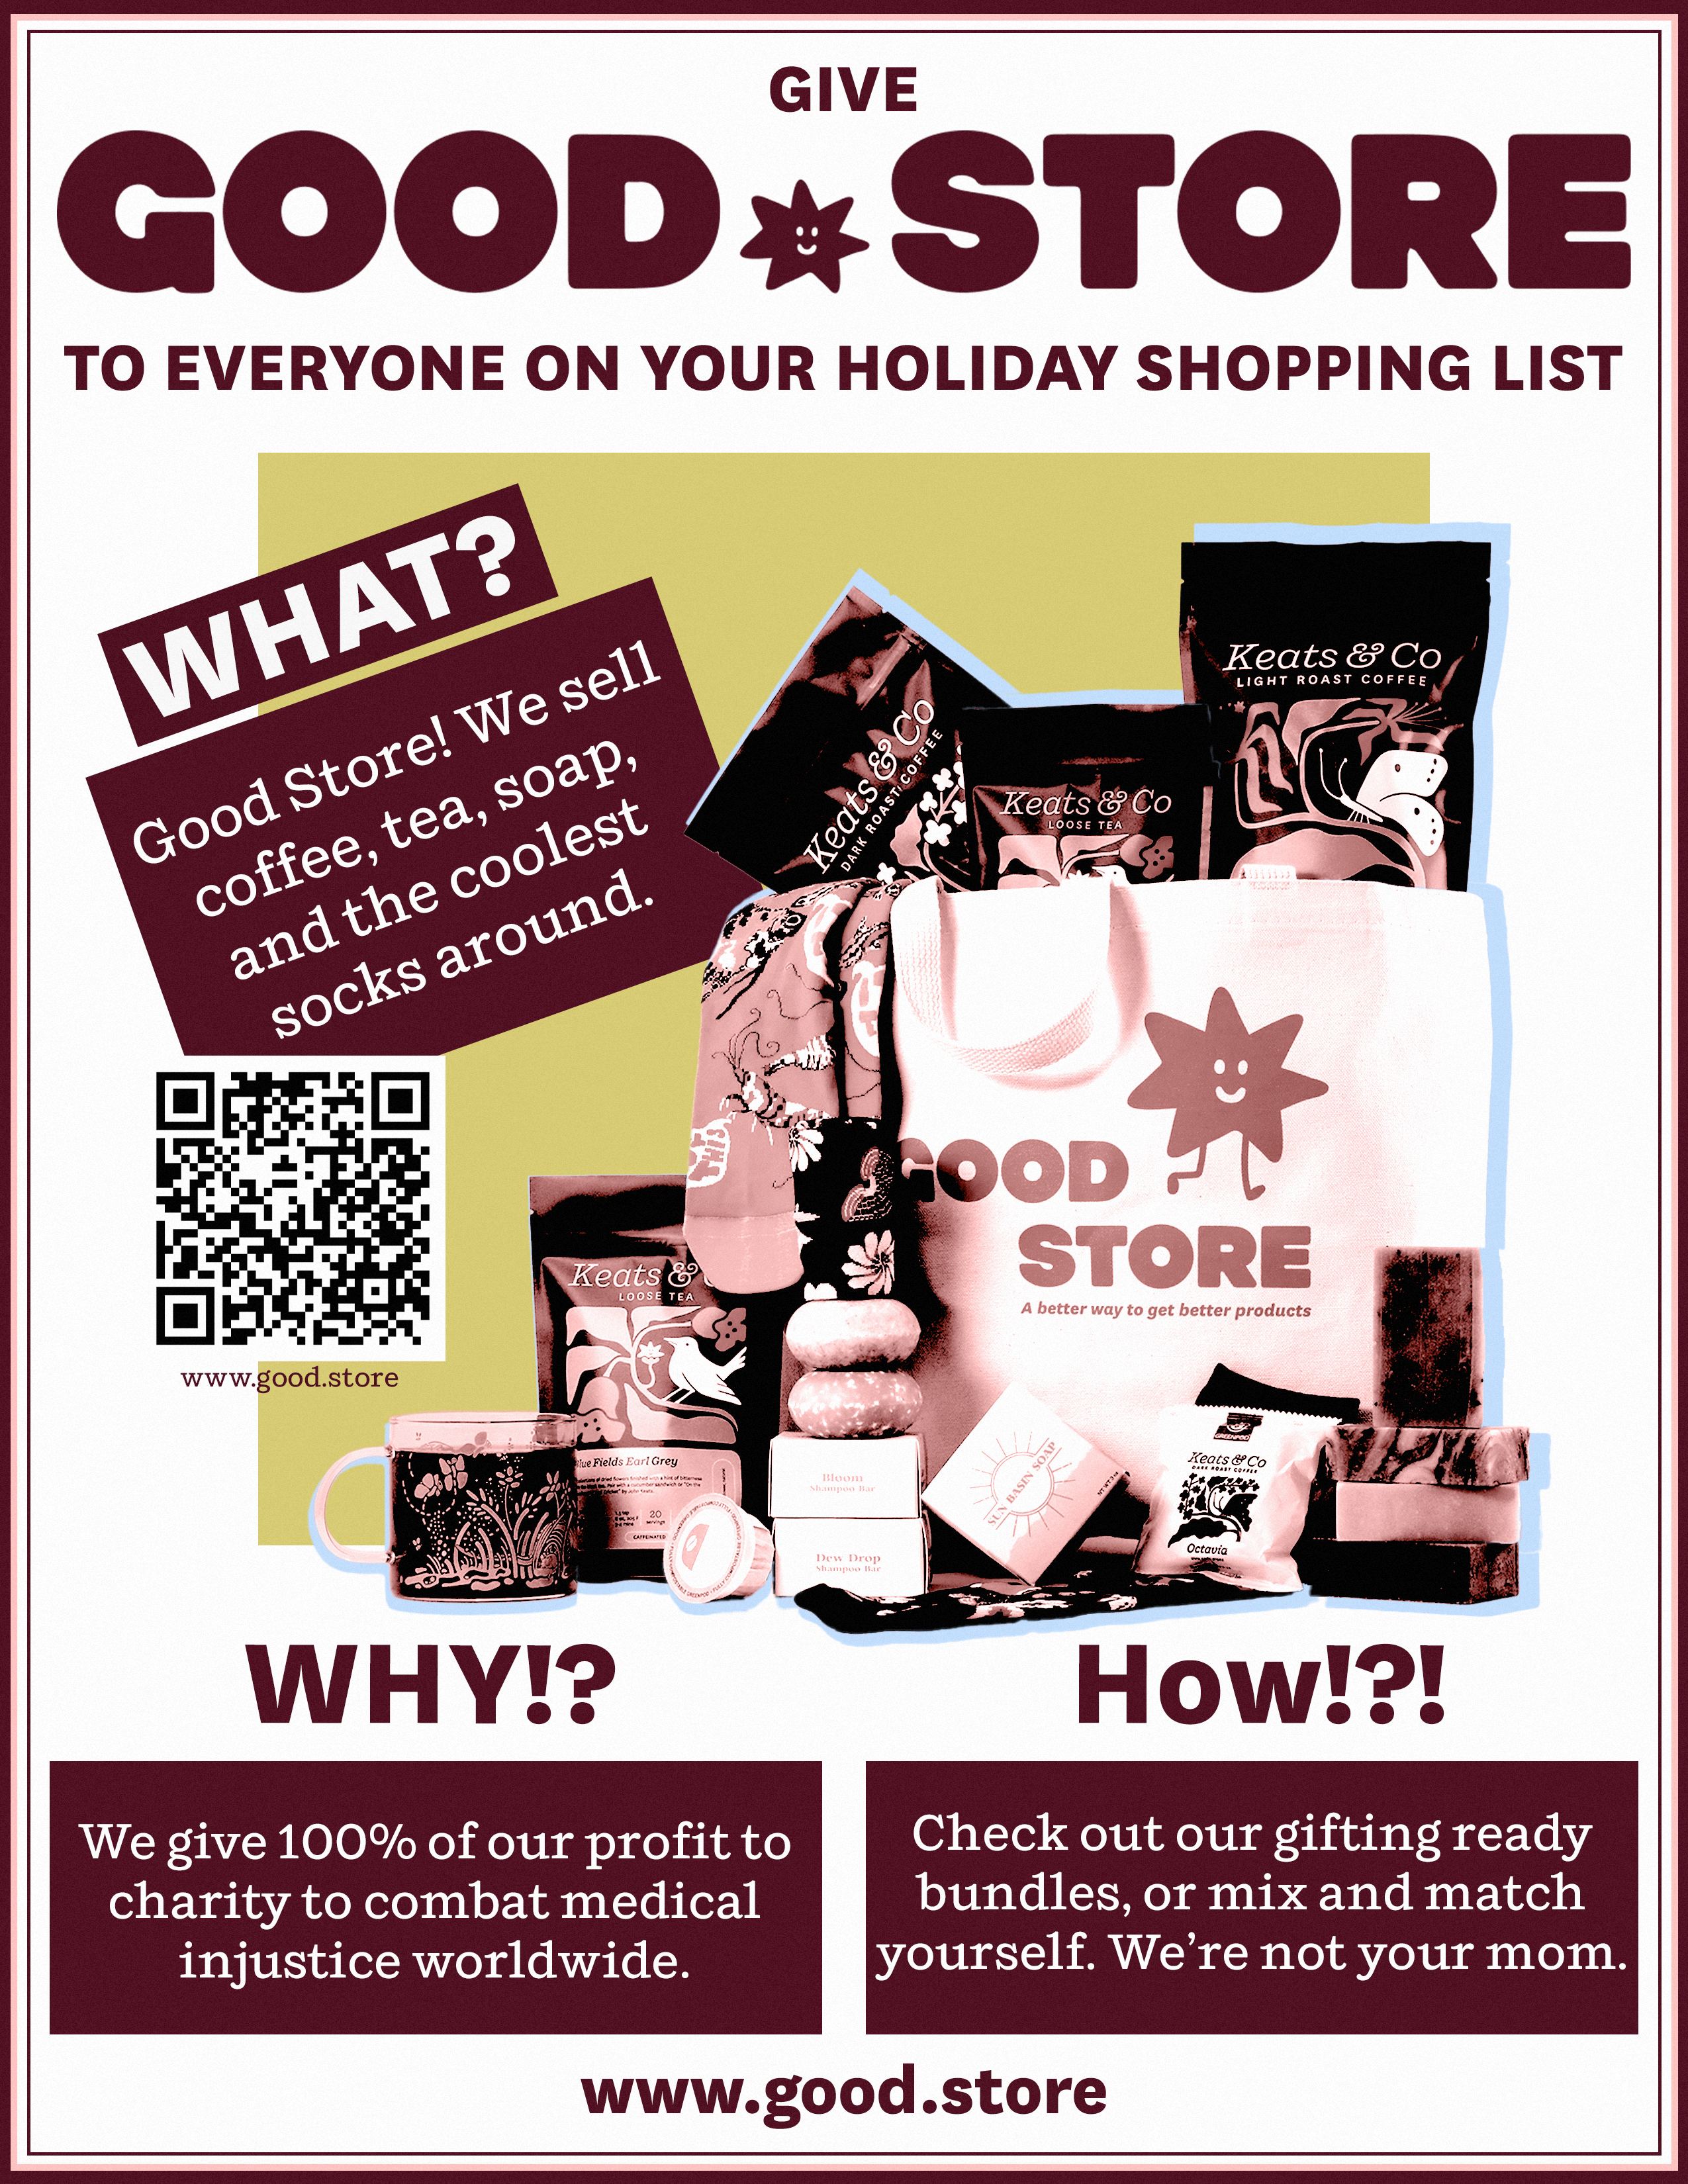 GIVE
GOOD STORE
TO EVERYONE ON YOUR HOLIDAY SHOPPING LIST
WHAT?
Good Store! We sell
coffee, tea, soap,
and the coolest
socks around.
www.good.store
Keats & Co
DARK ROAST COFFEE
Keats & Co
LOOSE TEA
Keats & Co
LIGHT ROAST COFFEE
GOOD
STORE
A better way to get better products
Keats &
LOOSE TEA
Fields Earl Grey
20
servings
CAFFEINATED
Bloom
Shampoo Bar
Dew Drop
Shampoo Bar
SUN BASIN SOAP
GREENPOD
Keats & Co
DARK ROAST COFFEE
Octavia
WHY!?
We give 100% of our profit to
charity to combat medical
injustice worldwide.
How!?!
Check out our gifting ready
bundles, or mix and match
yourself. We’re not your mom.
www.good.store